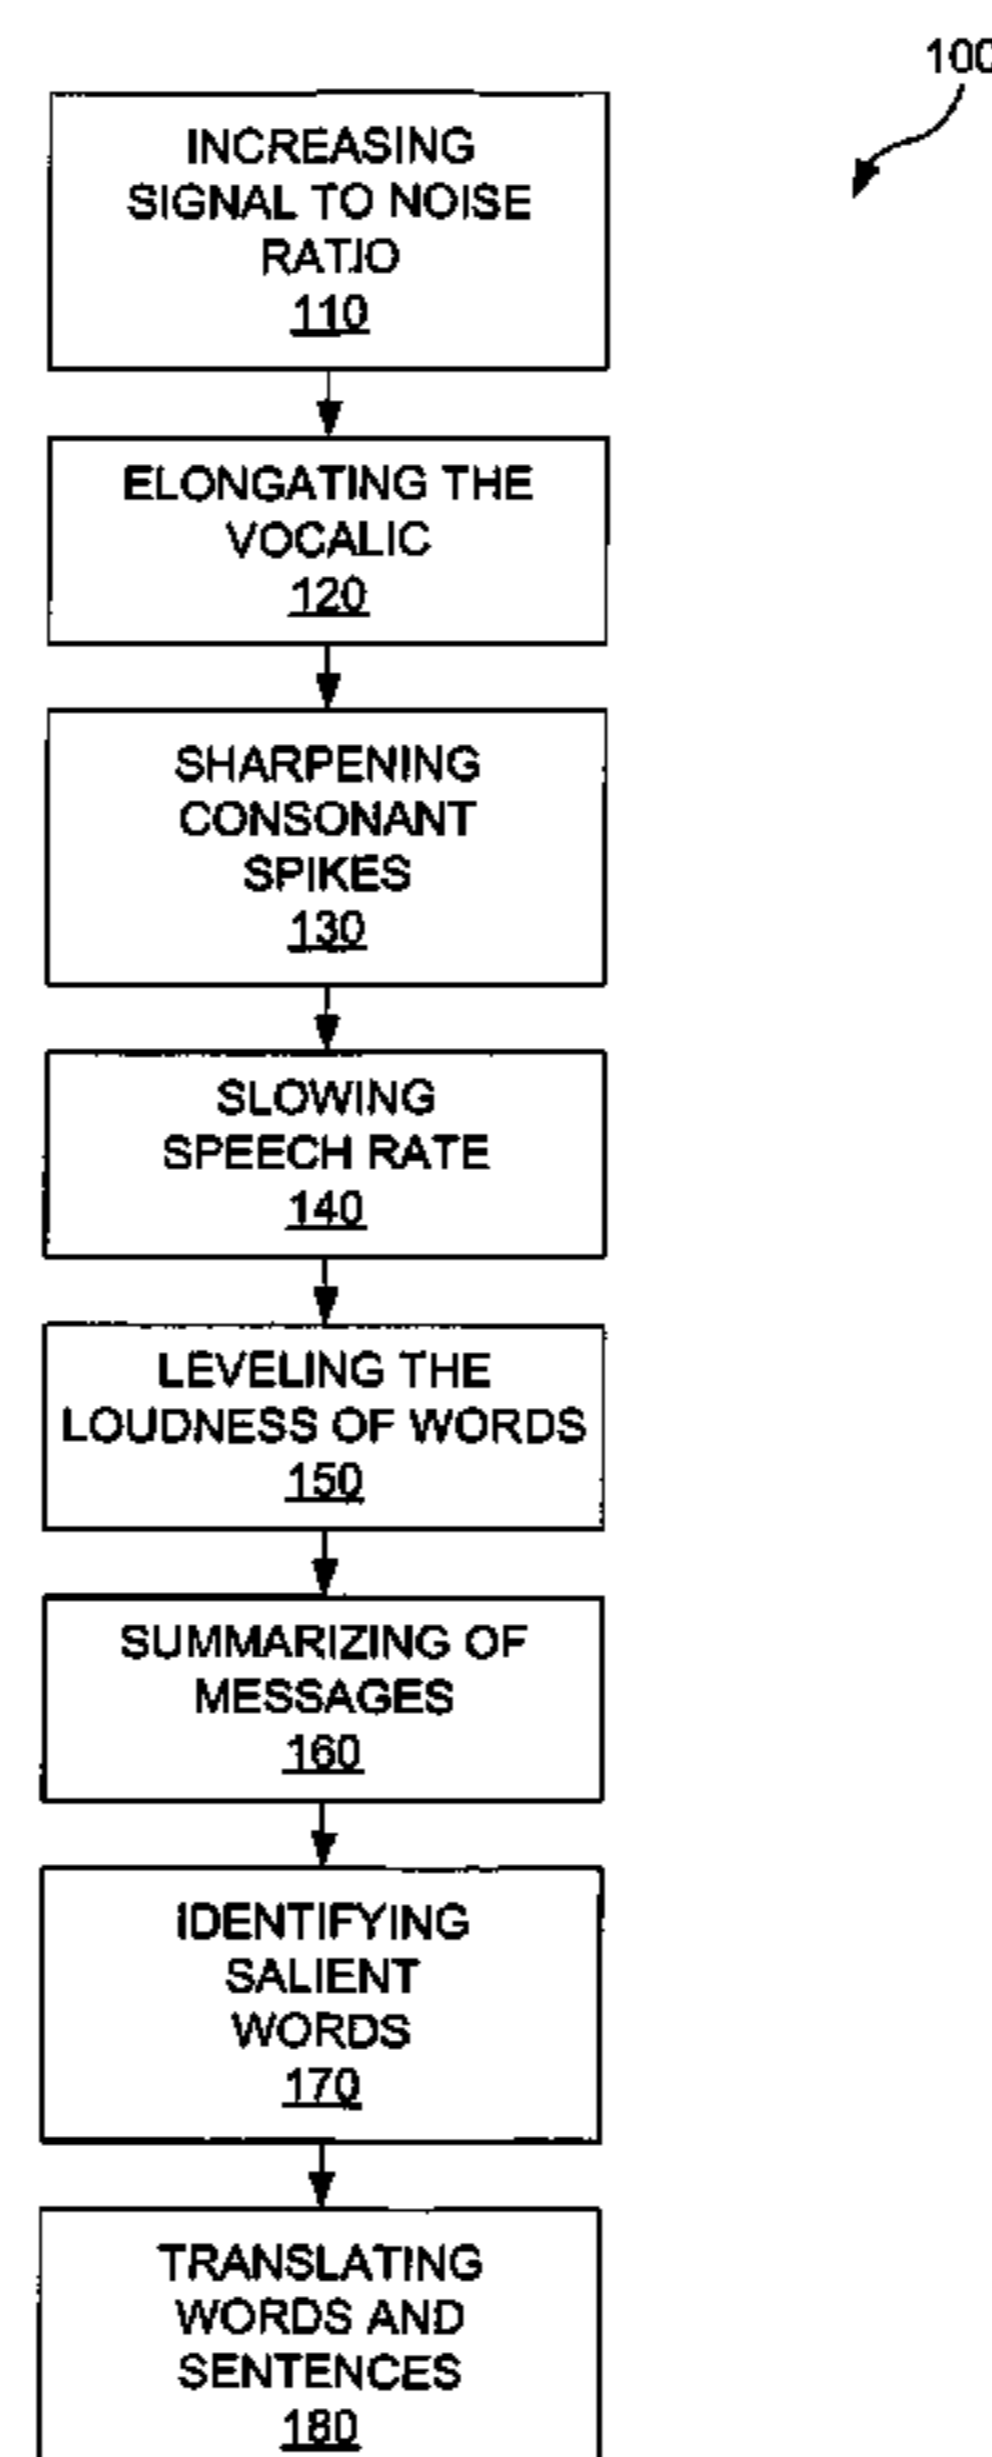 100
INCREASING
SIGNAL TO NOISE
RATIO
110
ELONGATING THE
VOCALIC
120
SHARPENING
CONSONANT
SPIKES
130
SLOWING
SPEECH RATE
140
LEVELING THE
LOUDNESS OF WORDS
150
SUMMARIZING OF
MESSAGES
160
IDENTIFYING
SALIENT
WORDS
170
TRANSLATING
WORDS AND
SENTENCES
180